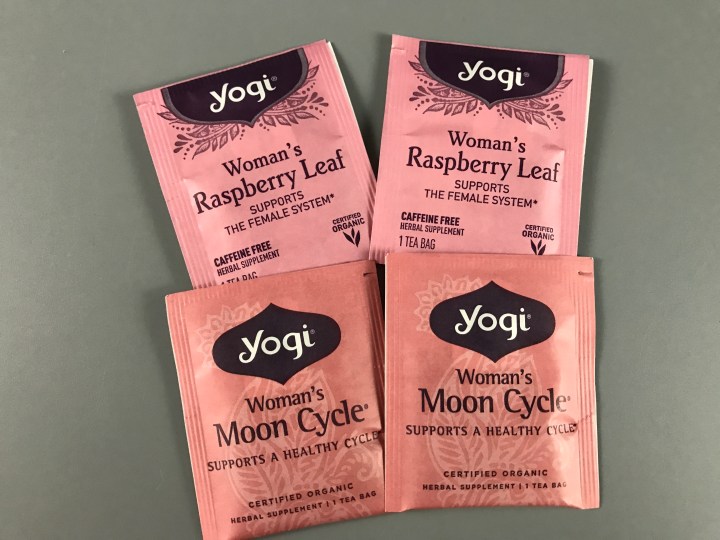 yogi®
Woman's
Raspberry Leaf
SUPPORTS
THE FEMALE SYSTEM*
CERTIFIED
ORGANIC
CAFFEINE FREE
HERBAL SUPPLEMENT
1 TEA BAG
yogi®
Woman's
Raspberry Leaf
SUPPORTS
THE FEMALE SYSTEM*
CAFFEINE FREE
HERBAL SUPPLEMENT
1 TEA BAG
CERTIFIED
ORGANIC
yogi®
Woman's
Moon Cycle®
SUPPORTS A HEALTHY CYCLE*
CERTIFIED ORGANIC
HERBAL SUPPLEMENT | 1 TEA BAG
yogi®
Woman's
Moon Cycle®
SUPPORTS A HEALTHY CYCLE*
CERTIFIED ORGANIC
HERBAL SUPPLEMENT | 1 TEA BAG